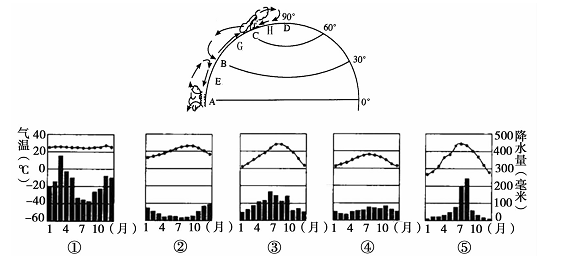 90°
H D
C 60°
G
B 30°
E
A 0°
气温(℃) 降水量(毫米)
40 500
20 400
0 300
−20 200
−40 100
−60 0
1 4 7 10(月) 1 4 7 10(月) 1 4 7 10(月) 1 4 7 10(月) 1 4 7 10(月)
① ② ③ ④ ⑤